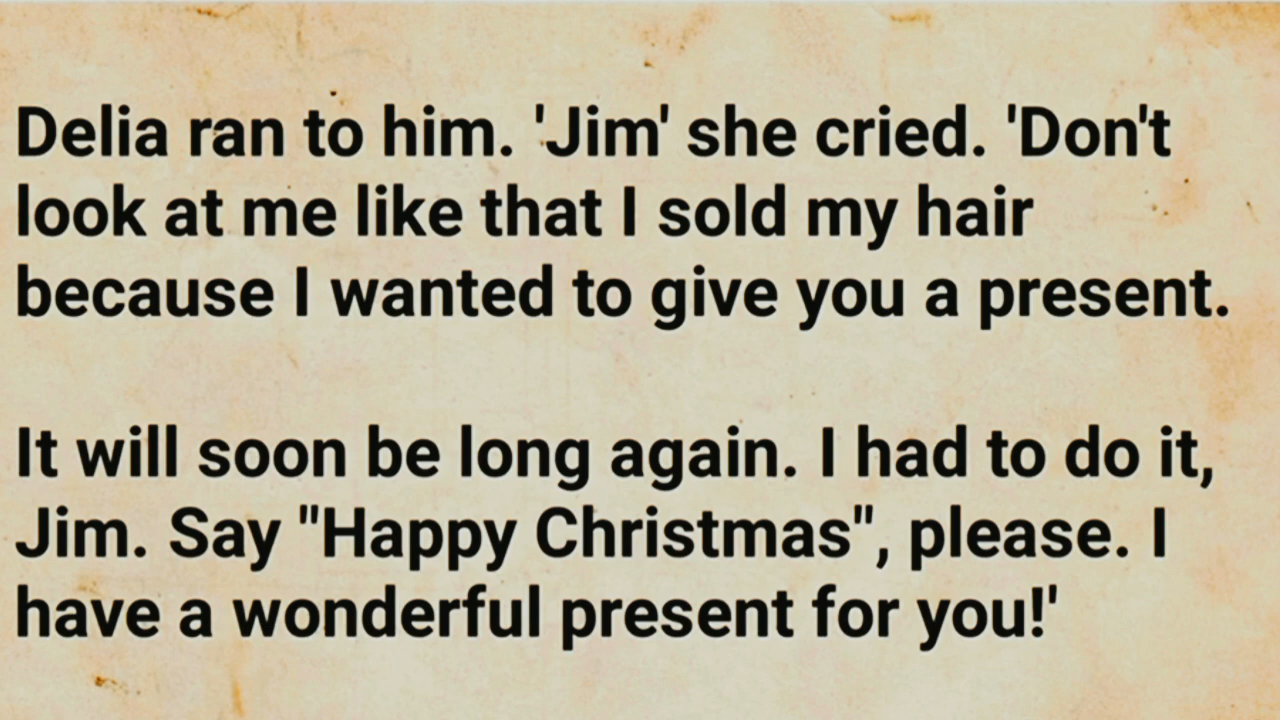 Delia ran to him. 'Jim' she cried. 'Don't
look at me like that I sold my hair
because I wanted to give you a present.
It will soon be long again. I had to do it,
Jim. Say "Happy Christmas", please. I
have a wonderful present for you!'